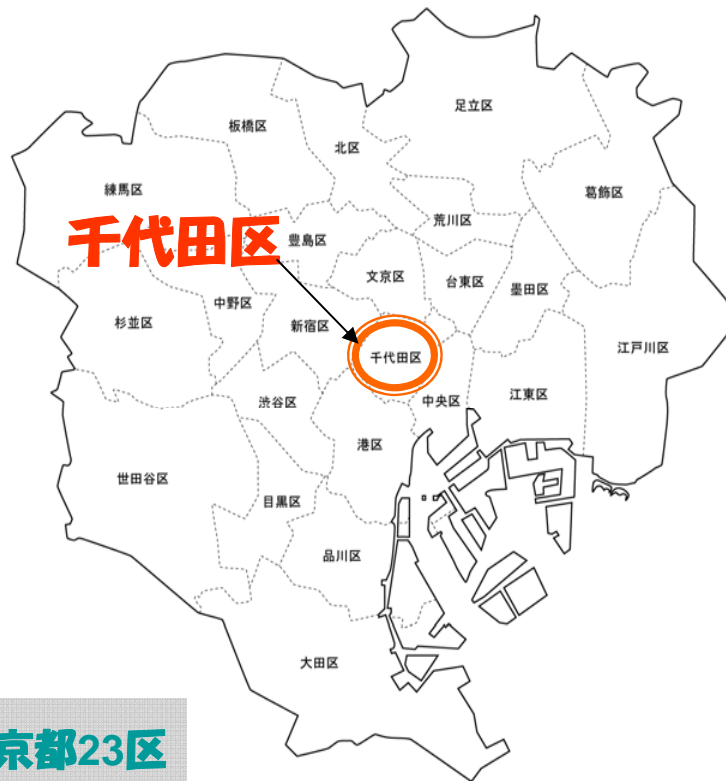 足立区
板橋区
北区
葛飾区
練馬区
荒川区
千代田区
豊島区
文京区
台東区
墨田区
中野区
杉並区
新宿区
千代田区
江戸川区
渋谷区
中央区
江東区
港区
世田谷区
目黒区
品川区
大田区
京都23区